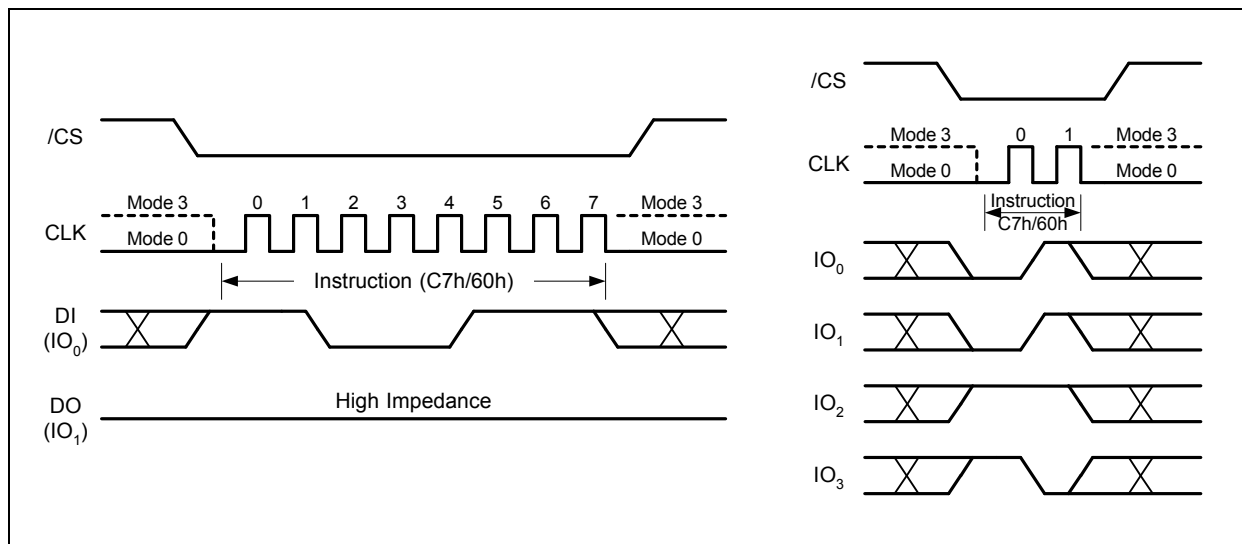 /CS
Mode 3 0 1 2 3 4 5 6 7 Mode 3
CLK Mode 0 Mode 0
Instruction (C7h/60h)
DI
(IO0)
High Impedance
DO
(IO1)
/CS
Mode 3 0 1 Mode 3
CLK Mode 0 Mode 0
Instruction
C7h/60h
IO0
IO1
IO2
IO3